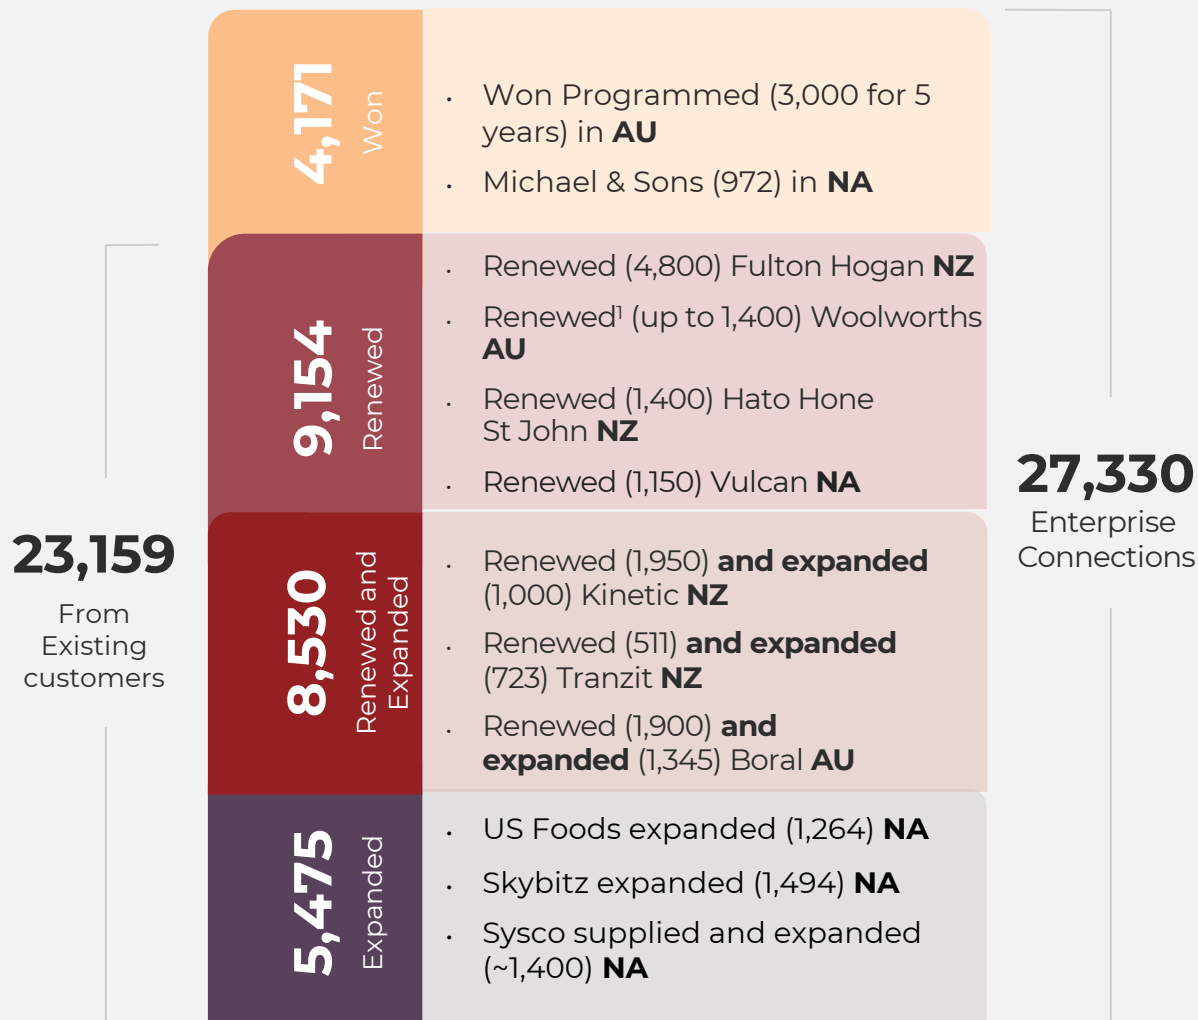 4,171
Won
• Won Programmed (3,000 for 5
years) in AU
• Michael & Sons (972) in NA
9,154
Renewed
• Renewed (4,800) Fulton Hogan NZ
• Renewed¹ (up to 1,400) Woolworths
AU
• Renewed (1,400) Hato Hone
St John NZ
• Renewed (1,150) Vulcan NA
8,530
Renewed and
Expanded
• Renewed (1,950) and expanded
(1,000) Kinetic NZ
• Renewed (511) and expanded
(723) Tranzit NZ
• Renewed (1,900) and
expanded (1,345) Boral AU
5,475
Expanded
• US Foods expanded (1,264) NA
• Skybitz expanded (1,494) NA
• Sysco supplied and expanded
(~1,400) NA
23,159
From
Existing
customers
27,330
Enterprise
Connections